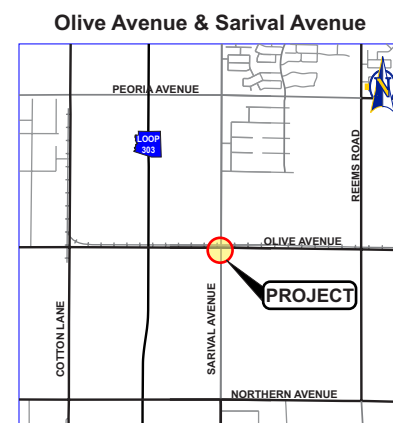 Olive Avenue & Sarival Avenue
PEORIA AVENUE
LOOP
303
REEMS ROAD
OLIVE AVENUE
PROJECT
SARIVAL AVENUE
COTTON LANE
NORTHERN AVENUE